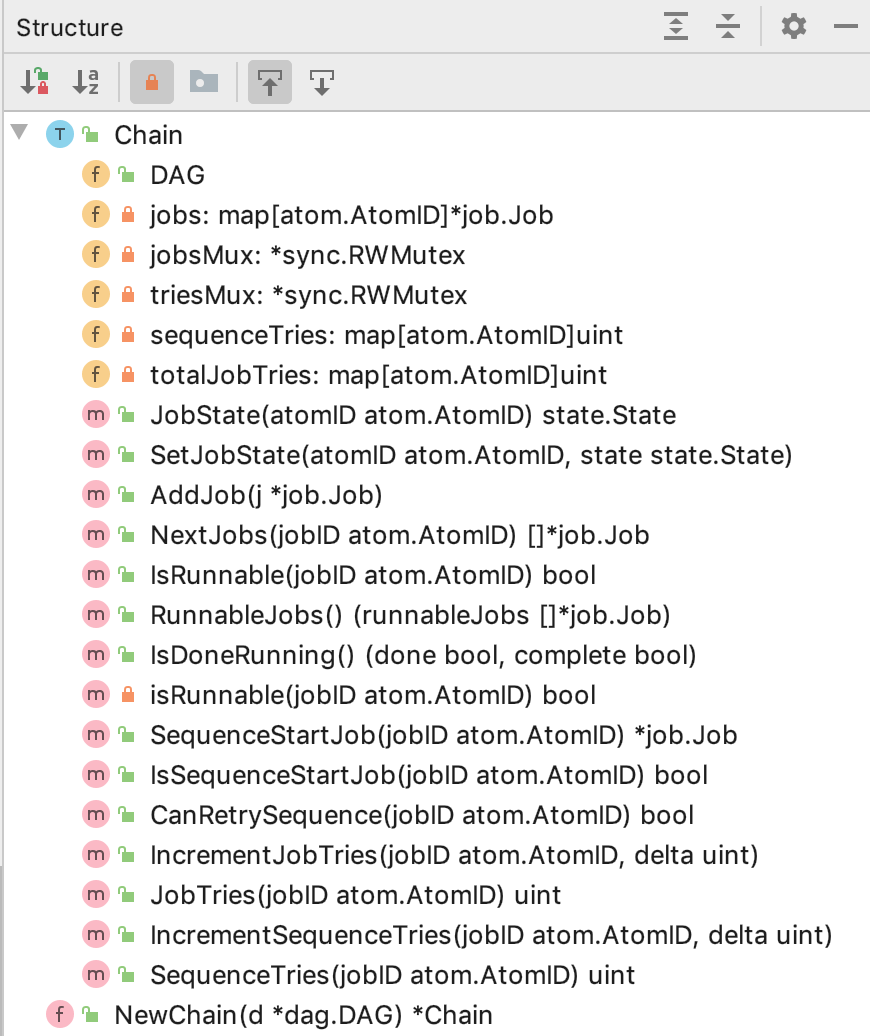 Structure
Chain
DAG
jobs: map[atom.AtomID]*job.Job
jobsMux: *sync.RWMutex
triesMux: *sync.RWMutex
sequenceTries: map[atom.AtomID]uint
totalJobTries: map[atom.AtomID]uint
JobState(atomID atom.AtomID) state.State
SetJobState(atomID atom.AtomID, state state.State)
AddJob(j *job.Job)
NextJobs(jobID atom.AtomID) []*job.Job
IsRunnable(jobID atom.AtomID) bool
RunnableJobs() (runnableJobs []*job.Job)
IsDoneRunning() (done bool, complete bool)
isRunnable(jobID atom.AtomID) bool
SequenceStartJob(jobID atom.AtomID) *job.Job
IsSequenceStartJob(jobID atom.AtomID) bool
CanRetrySequence(jobID atom.AtomID) bool
IncrementJobTries(jobID atom.AtomID, delta uint)
JobTries(jobID atom.AtomID) uint
IncrementSequenceTries(jobID atom.AtomID, delta uint)
SequenceTries(jobID atom.AtomID) uint
NewChain(d *dag.DAG) *Chain